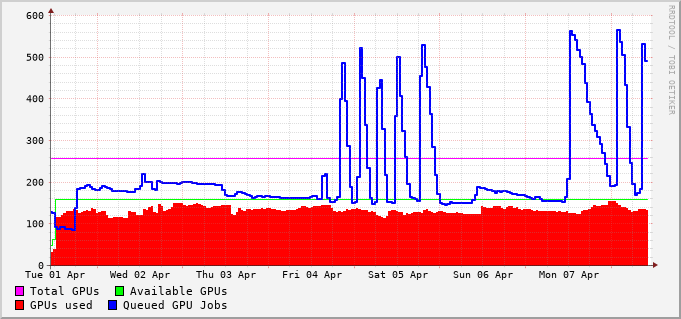 600
500
400
300
200
100
0
Tue 01 Apr Wed 02 Apr Thu 03 Apr Fri 04 Apr Sat 05 Apr Sun 06 Apr Mon 07 Apr
Total GPUs Available GPUs
GPUs used Queued GPU Jobs
RRDTOOL / TOBI OETIKER